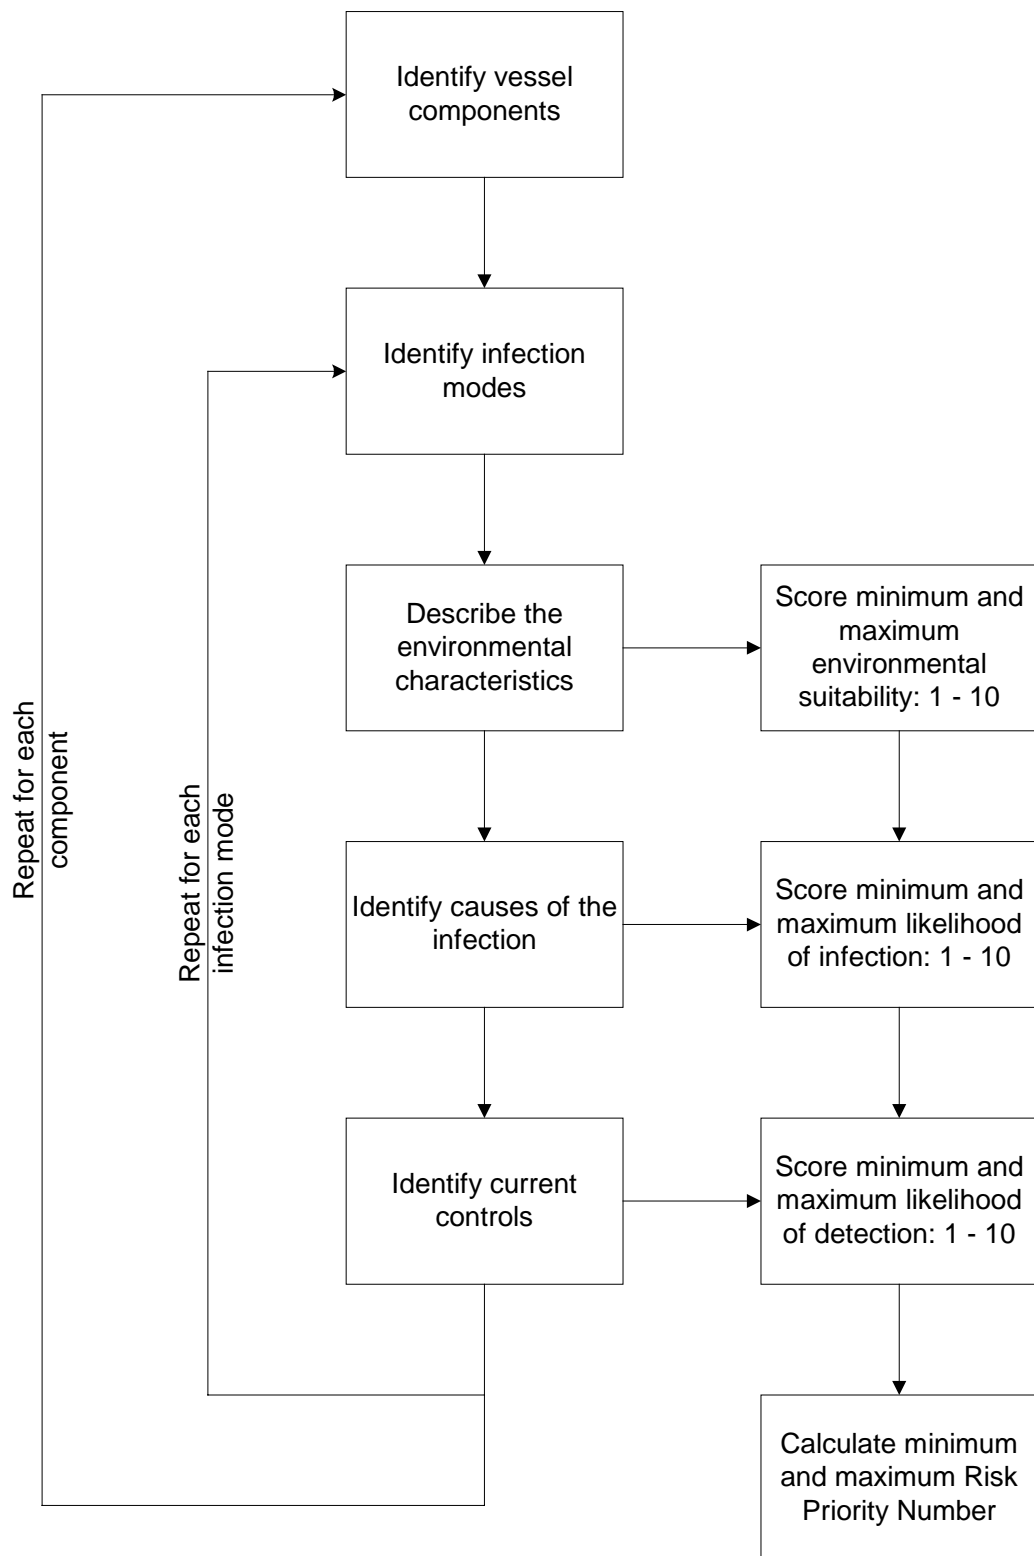 Identify vessel
components
Identify infection
modes
Describe the
environmental
characteristics
Score minimum and
maximum
environmental
suitability: 1 - 10
Repeat for each
component
Repeat for each
infection mode
Identify causes of the
infection
Score minimum and
maximum likelihood
of infection: 1 - 10
Identify current
controls
Score minimum and
maximum likelihood
of detection: 1 - 10
Calculate minimum
and maximum Risk
Priority Number